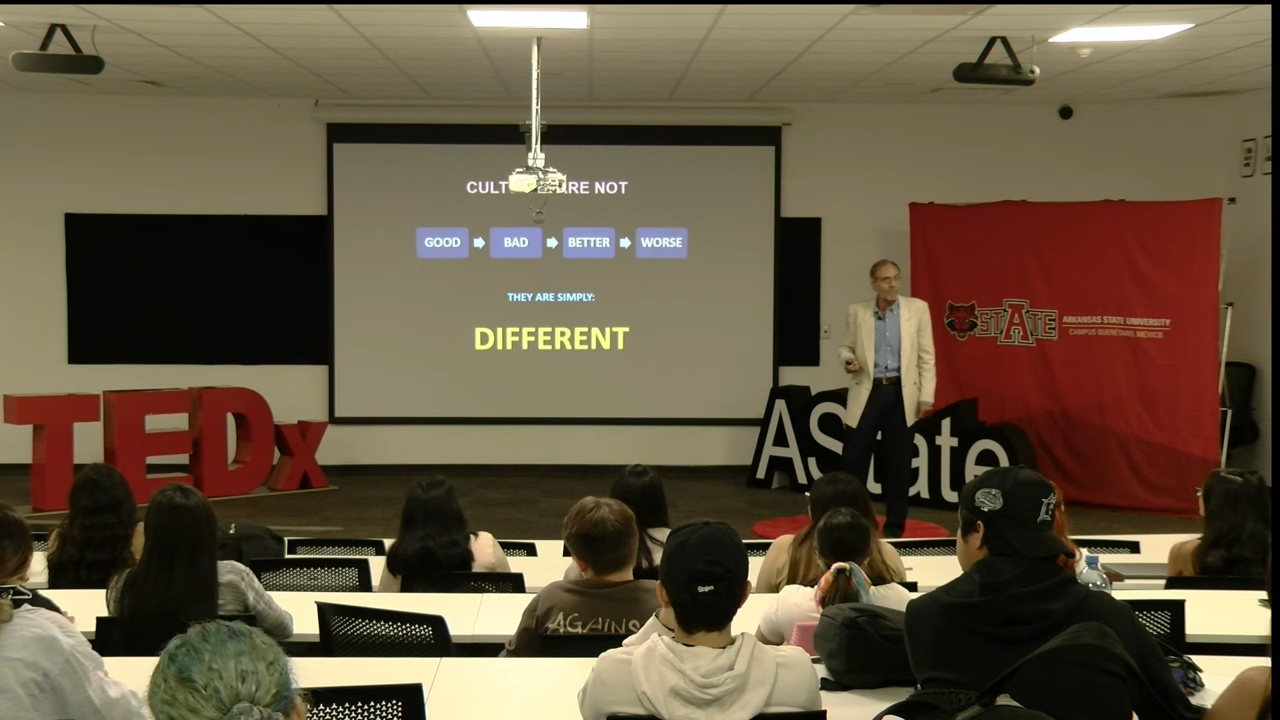 CULT ARE NOT
GOOD BAD BETTER WORSE
THEY ARE SIMPLY:
DIFFERENT
STATE
ARKANSAS STATE UNIVERSITY
CAMPUS QUERÉTARO, MÉXICO
TEDx
AState
AGAINS